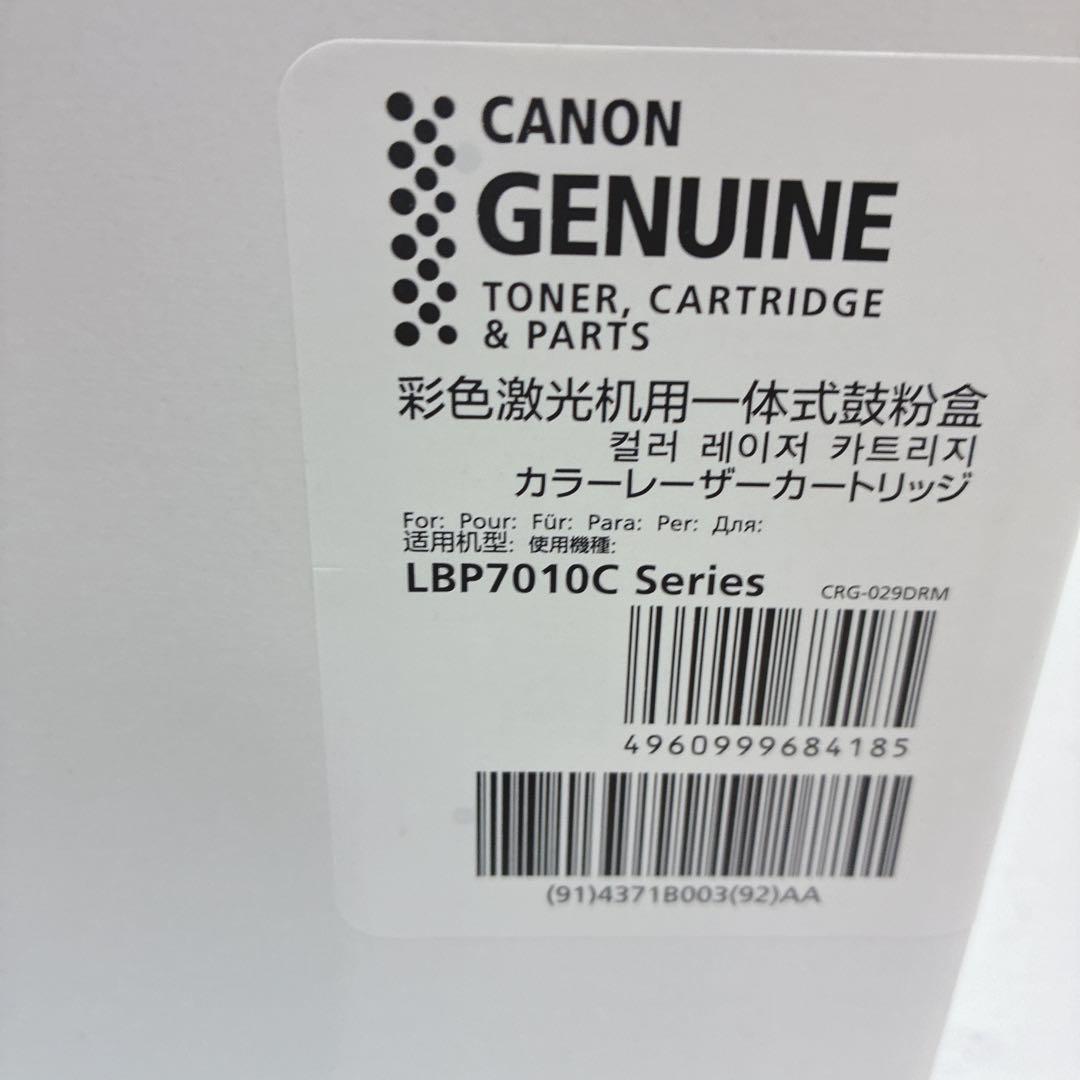 CANON
GENUINE
TONER, CARTRIDGE
& PARTS
彩色激光机用一体式鼓粉盒
컬러 레이저 카트리지
カラーレーザーカートリッジ
For: Pour: Für: Para: Per: Для:
适用机型: 使用機種:
LBP7010C Series CRG-029DRM
4960999684185
(91)4371B003(92)AA